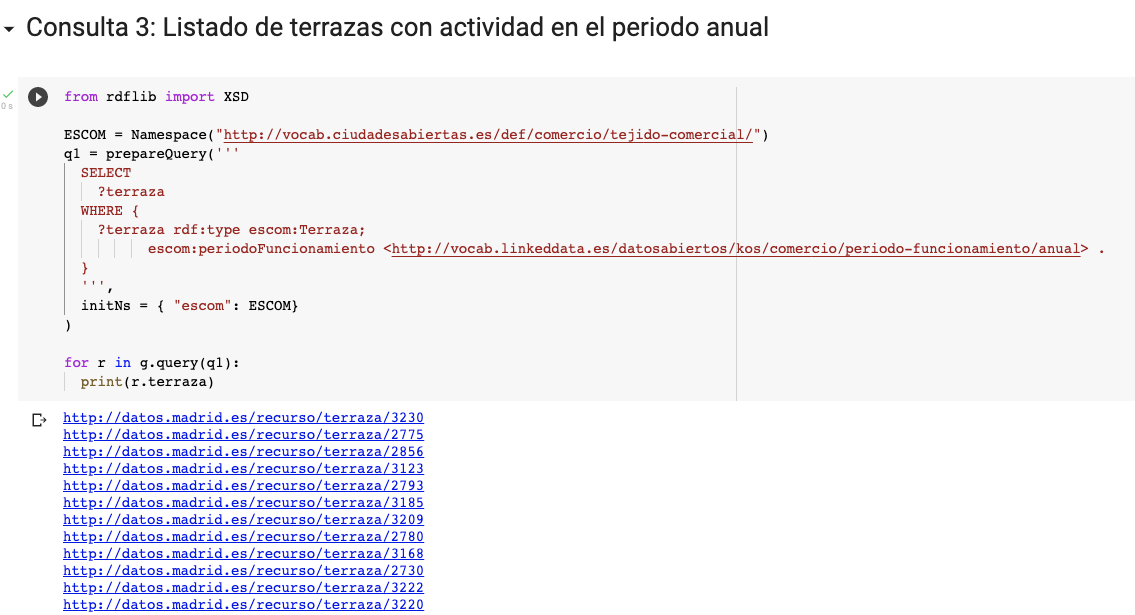 Consulta 3: Listado de terrazas con actividad en el periodo anual
0 s
from rdflib import XSD
ESCOM = Namespace("http://vocab.ciudadesabiertas.es/def/comercio/tejido-comercial/")
q1 = prepareQuery('''
SELECT
?terraza
WHERE {
?terraza rdf:type escom:Terraza;
escom:periodoFuncionamiento <http://vocab.linkeddata.es/datosabiertos/kos/comercio/periodo-funcionamiento/anual> .
}
''',
initNs = { "escom": ESCOM}
)
for r in g.query(q1):
print(r.terraza)
http://datos.madrid.es/recurso/terraza/3230
http://datos.madrid.es/recurso/terraza/2775
http://datos.madrid.es/recurso/terraza/2856
http://datos.madrid.es/recurso/terraza/3123
http://datos.madrid.es/recurso/terraza/2793
http://datos.madrid.es/recurso/terraza/3185
http://datos.madrid.es/recurso/terraza/3209
http://datos.madrid.es/recurso/terraza/2780
http://datos.madrid.es/recurso/terraza/3168
http://datos.madrid.es/recurso/terraza/2730
http://datos.madrid.es/recurso/terraza/3222
http://datos.madrid.es/recurso/terraza/3220